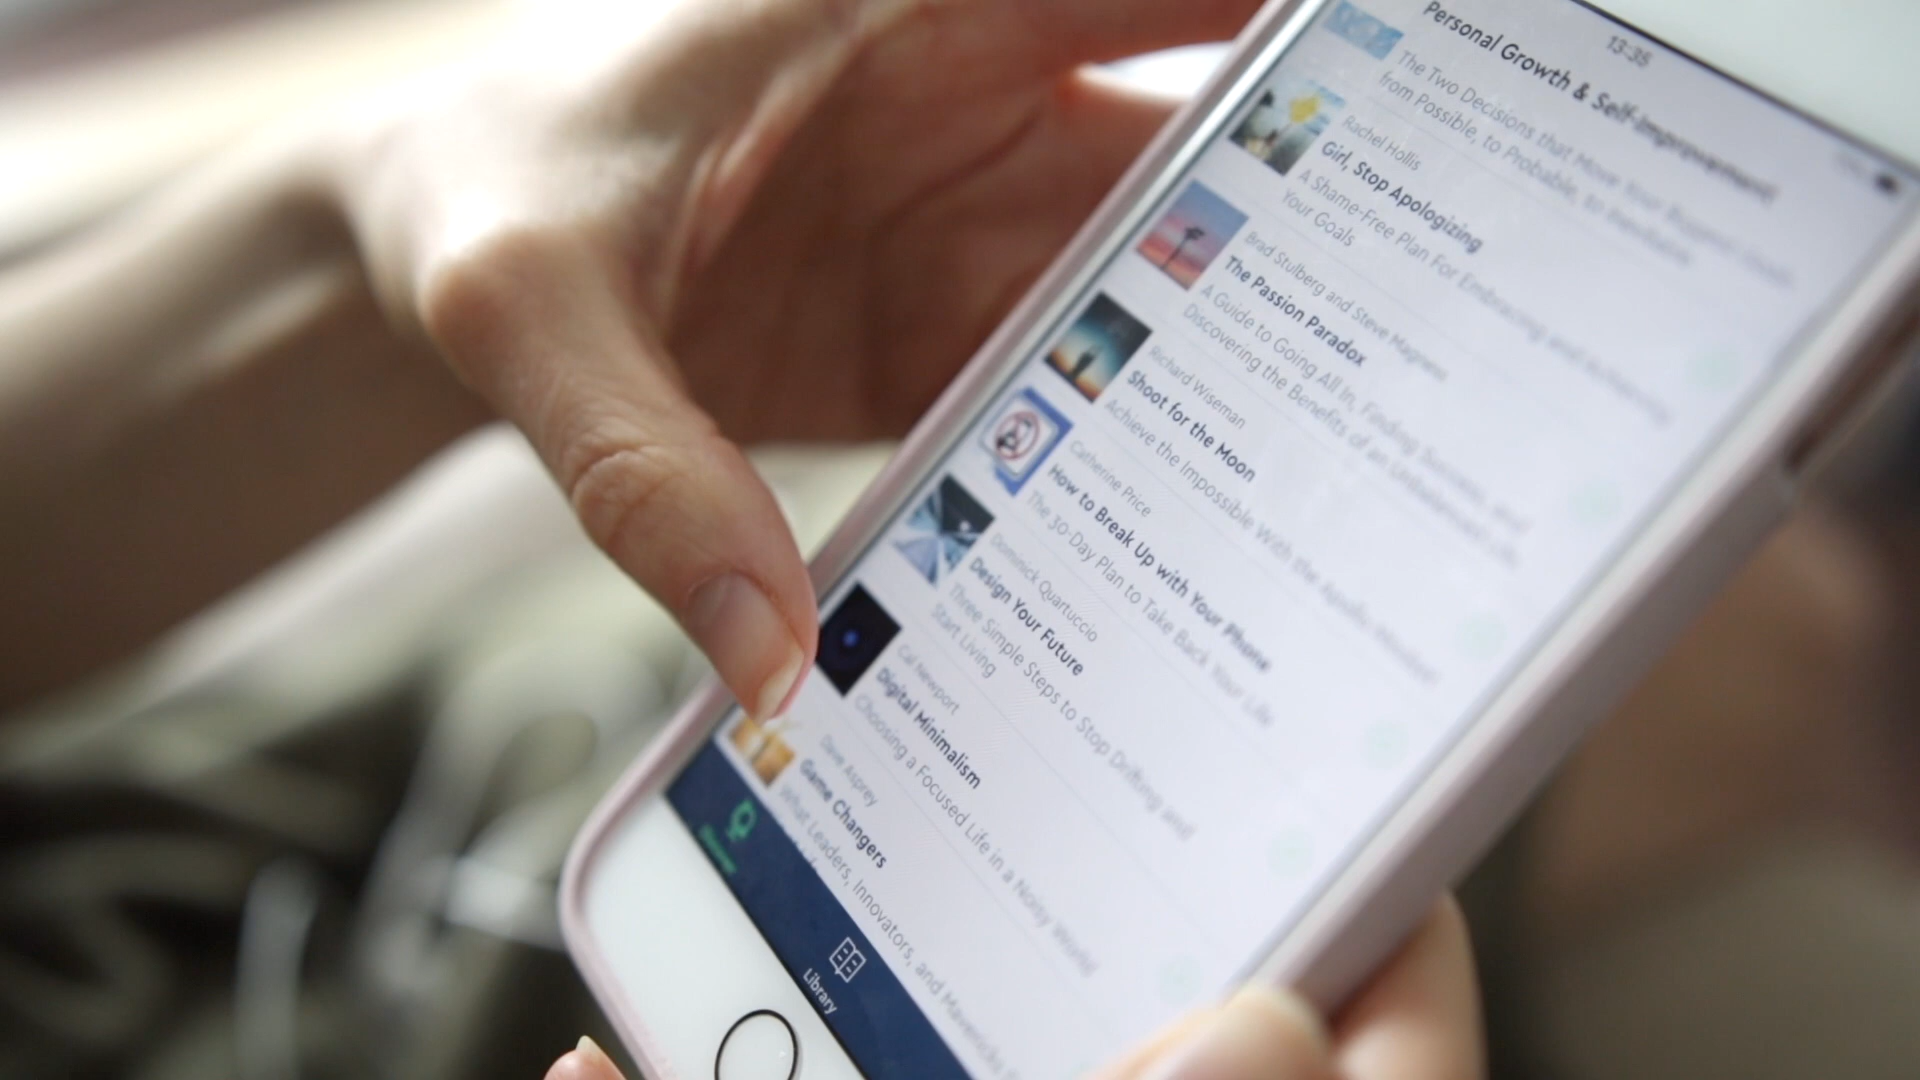 13:35
Personal Growth & Self-Improvement
The Two Decisions that Move Your Biggest
from Possible, to Probable, to Inevitable
Rachel Hollis
Girl, Stop Apologizing
A Shame-Free Plan For Embracing and Achieving
Your Goals
Brad Stulberg and Steve Magness
The Passion Paradox
A Guide to Going All In, Finding Success, and
Discovering the Benefits of an Unbalanced Life
Richard Wiseman
Shoot for the Moon
Achieve the Impossible With the Apollo Mindset
Catherine Price
How to Break Up with Your Phone
The 30-Day Plan to Take Back Your Life
Dominick Quartuccio
Design Your Future
Three Simple Steps to Stop Drifting and
Start Living
Cal Newport
Digital Minimalism
Choosing a Focused Life in a Noisy World
Dave Asprey
Game Changers
What Leaders, Innovators, and Mavericks
Library